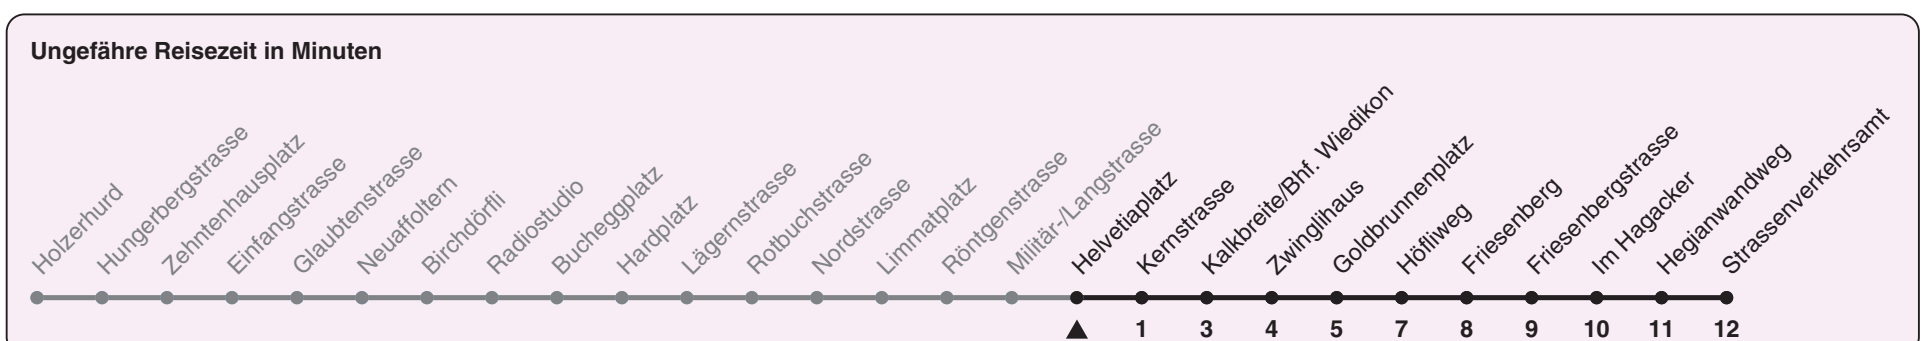 Ungefähre Reisezeit in Minuten
Holzerhurd
Hungerbergstrasse
Zehntenhausplatz
Einfangstrasse
Glaubtenstrasse
Neuaffoltern
Birchdörfli
Radiostudio
Bucheggplatz
Hardplatz
Lägernstrasse
Rotbuchstrasse
Nordstrasse
Limmatplatz
Röntgenstrasse
Militär-/Langstrasse
Helvetiaplatz
Kernstrasse
Kalkbreite/Bhf. Wiedikon
Zwinglihaus
Goldbrunnenplatz
Höfliweg
Friesenberg
Friesenbergstrasse
Im Hagacker
Hegianwandweg
Strassenverkehrsamt
1 3 4 5 7 8 9 10 11 12